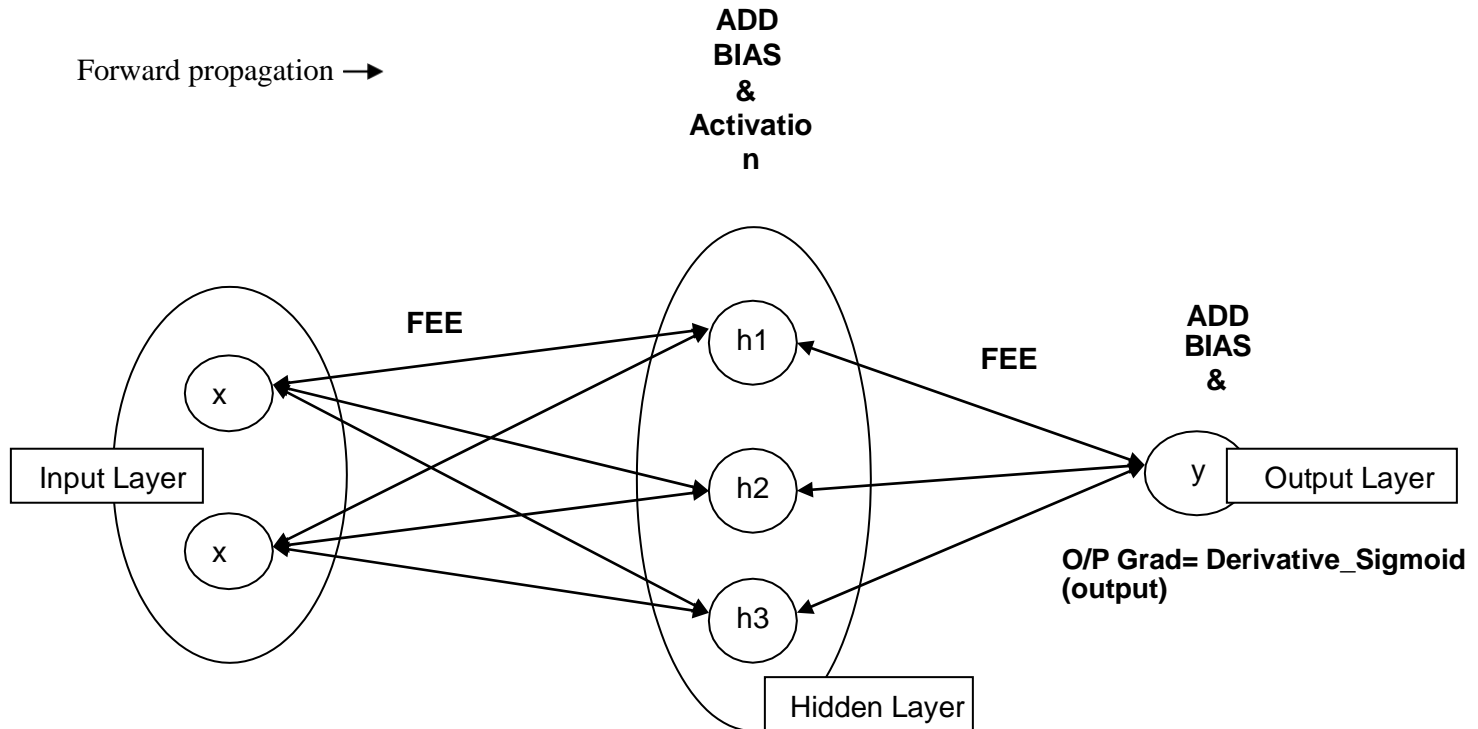 ADD
BIAS
&
Activatio
n
Forward propagation →
FEE
h1
ADD
BIAS
&
FEE
x
Input Layer
h2
y
Output Layer
x
O/P Grad= Derivative_Sigmoid
(output)
h3
Hidden Layer